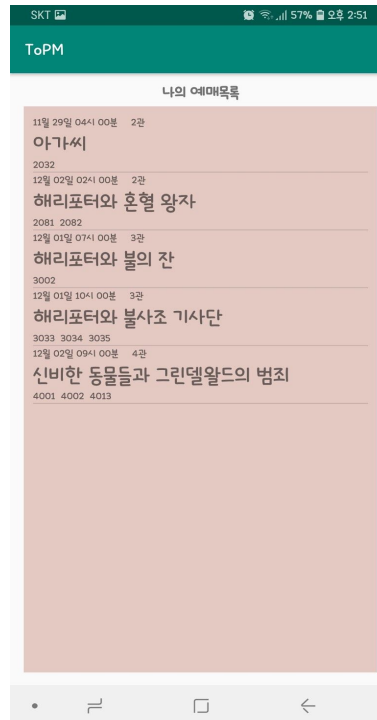 SKT 57% 오후 2:51
ToPM
나의 예매목록
11월 29일 04시 00분 2관
아가씨
2032
12월 02일 02시 00분 2관
해리포터와 혼혈 왕자
2081 2082
12월 01일 07시 00분 3관
해리포터와 불의 잔
3002
12월 01일 10시 00분 3관
해리포터와 불사조 기사단
3033 3034 3035
12월 02일 09시 00분 4관
신비한 동물들과 그린델왈드의 범죄
4001 4002 4013